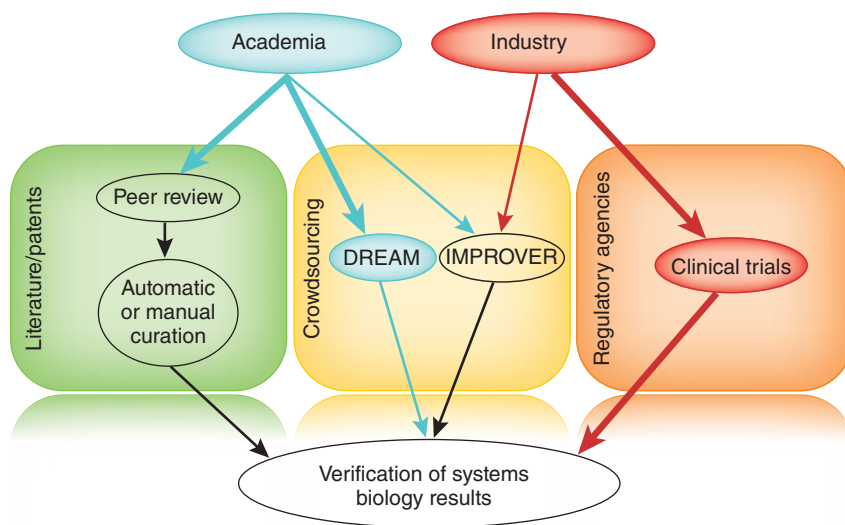 Academia
Industry
Literature/patents
Peer review
Automatic
or manual
curation
Crowdsourcing
DREAM
IMPROVER
Regulatory agencies
Clinical trials
Verification of systems
biology results